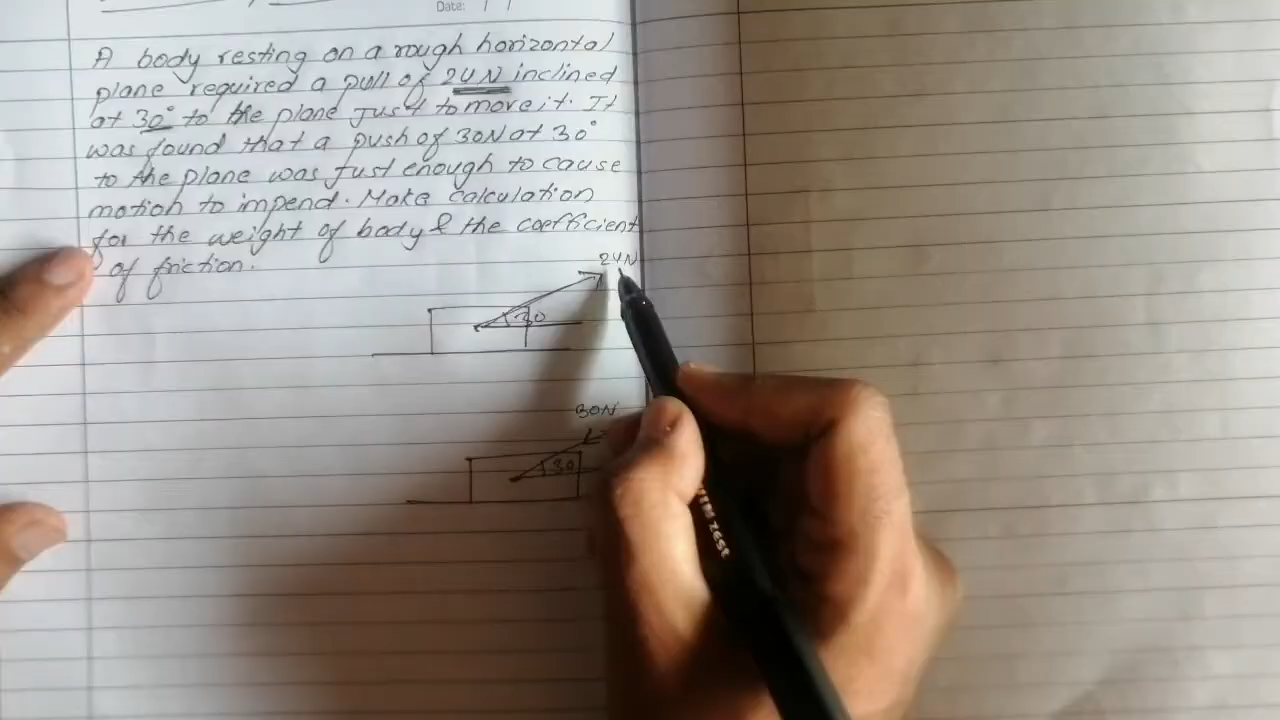 Date: / /
A body resting on a rough horizontal
plane required a pull of 24N inclined
at 30° to the plane Just to move it. It
was found that a push of 30N at 30°
to the plane was just enough to cause
motion to impend. Make calculation
for the weight of body & the coefficient
of friction.
24N
30
30N
30